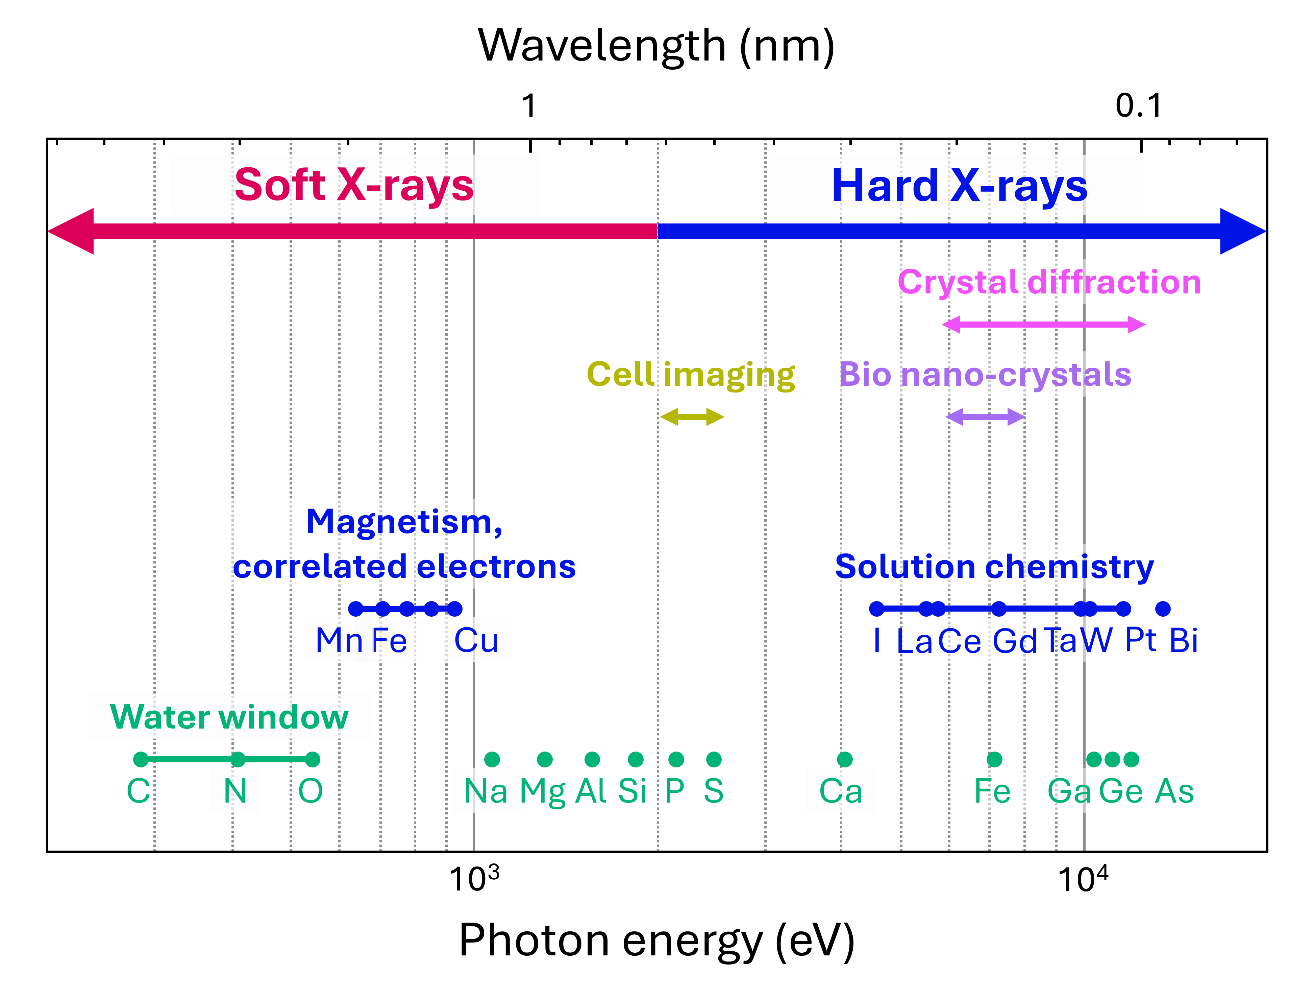 Wavelength (nm)
1 0.1
Soft X-rays Hard X-rays
Crystal diffraction
Cell imaging Bio nano-crystals
Magnetism,
correlated electrons Solution chemistry
Mn Fe Cu I La Ce Gd Ta W Pt Bi
Water window
C N O Na Mg Al Si P S Ca Fe Ga Ge As
10³ 10⁴
Photon energy (eV)